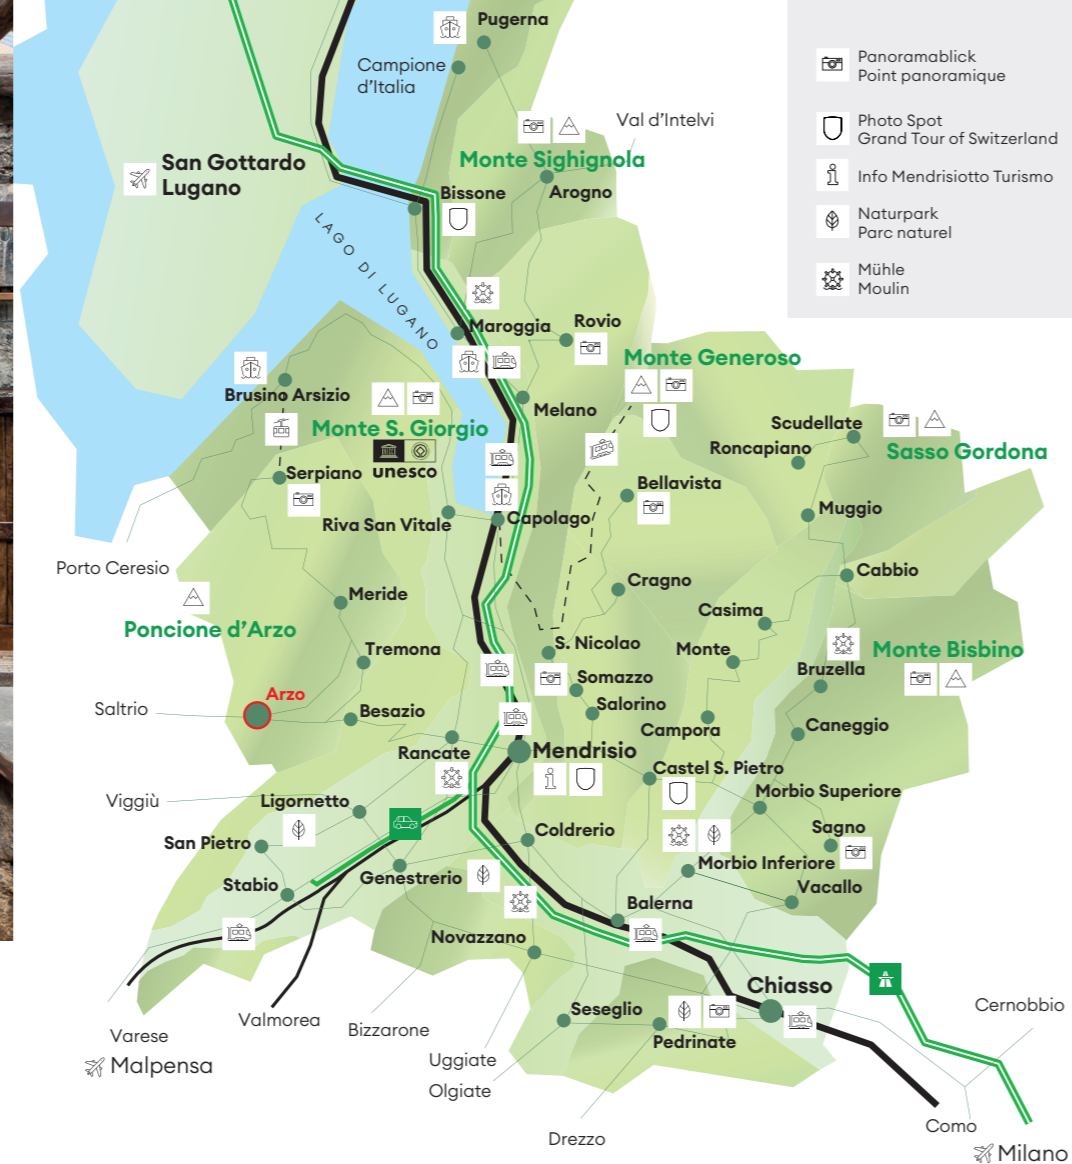 Pugerna
Campione
d'Italia
Val d'Intelvi
Monte Sighignola
San Gottardo
Lugano
Bissone
Arogno
LAGO DI LUGANO
Maroggia
Rovio
Monte Generoso
Brusino Arsizio
Melano
Scudellate
Monte S. Giorgio
Roncapiano
Sasso Gordona
unesco
Serpiano
Bellavista
Riva San Vitale
Capolago
Muggio
Porto Ceresio
Cabbio
Meride
Cragno
Casima
Poncione d'Arzo
Tremona
S. Nicolao
Monte
Monte Bisbino
Bruzella
Somazzo
Arzo
Saltrio
Besazio
Salorino
Campora
Caneggio
Rancate
Mendrisio
Castel S. Pietro
Viggiù
Ligornetto
Morbio Superiore
San Pietro
Coldrerio
Sagno
Stabio
Genestrerio
Morbio Inferiore
Vacallo
Balerna
Novazzano
Chiasso
Seseglio
Cernobbio
Valmorea
Bizzarone
Pedrinate
Varese
Malpensa
Uggiate
Olgiate
Drezzo
Como
Milano
Panoramablick
Point panoramique
Photo Spot
Grand Tour of Switzerland
Info Mendrisiotto Turismo
Naturpark
Parc naturel
Mühle
Moulin